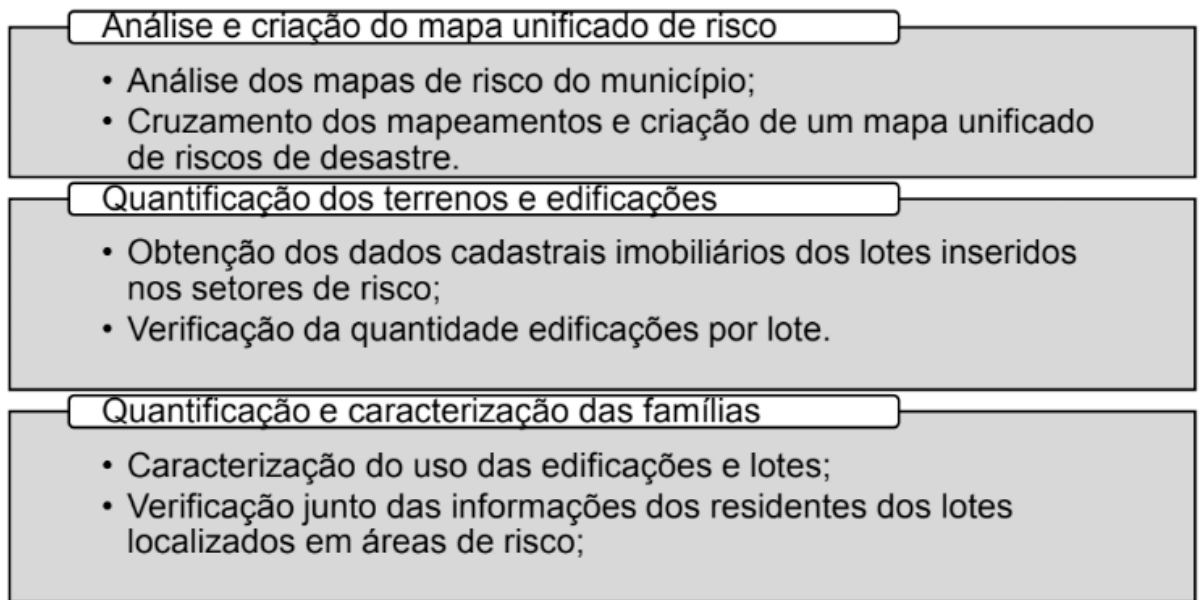 Análise e criação do mapa unificado de risco
• Análise dos mapas de risco do município;
• Cruzamento dos mapeamentos e criação de um mapa unificado
de riscos de desastre.
Quantificação dos terrenos e edificações
• Obtenção dos dados cadastrais imobiliários dos lotes inseridos
nos setores de risco;
• Verificação da quantidade edificações por lote.
Quantificação e caracterização das famílias
• Caracterização do uso das edificações e lotes;
• Verificação junto das informações dos residentes dos lotes
localizados em áreas de risco;